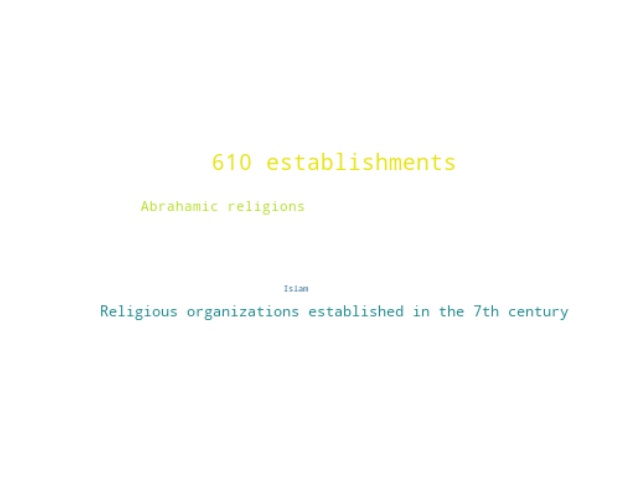 610 establishments
Abrahamic religions
Islam
Religious organizations established in the 7th century